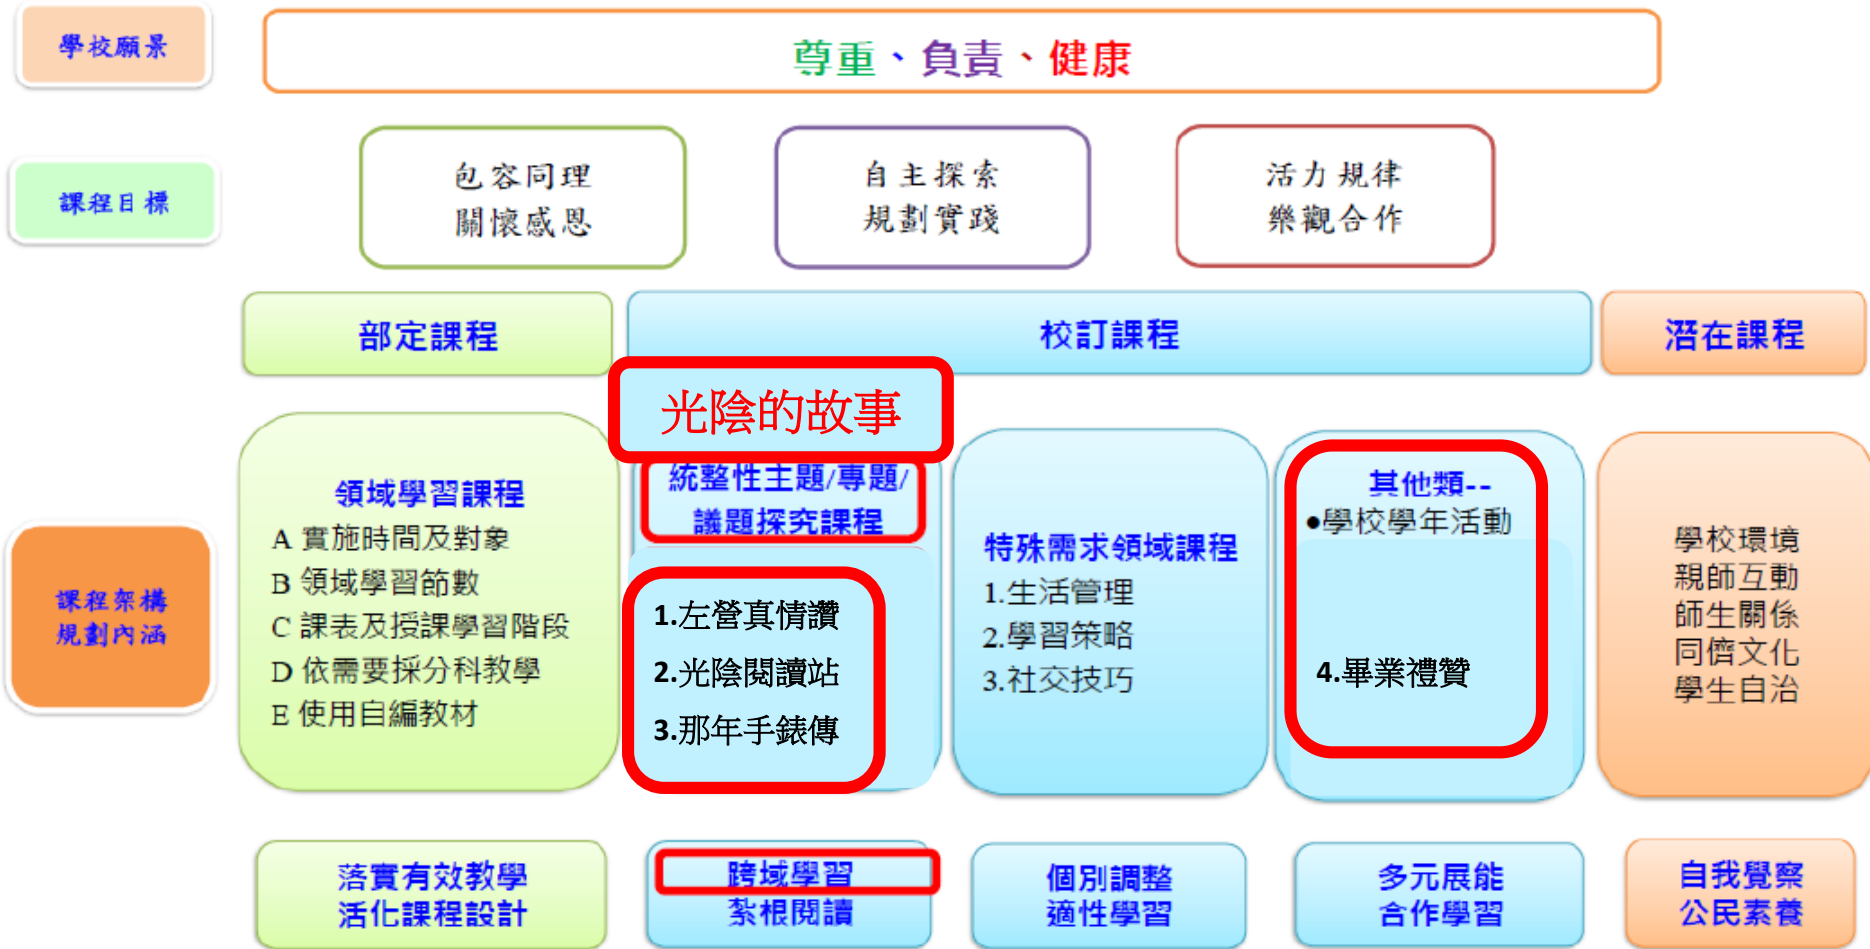 學校願景
尊重、負責、健康
課程目標
包容同理
關懷感恩
自主探索
規劃實踐
活力規律
樂觀合作
部定課程
校訂課程
潛在課程
光陰的故事
課程架構
規劃內涵
領域學習課程
A 實施時間及對象
B 領域學習節數
C 課表及授課學習階段
D 依需要採分科教學
E 使用自編教材
統整性主題/專題/
議題探究課程
1.左營真情讚
2.光陰閱讀站
3.那年手錶傳
特殊需求領域課程
1.生活管理
2.學習策略
3.社交技巧
其他類--
●學校學年活動
4.畢業禮贊
學校環境
親師互動
師生關係
同儕文化
學生自治
落實有效教學
活化課程設計
跨域學習
紮根閱讀
個別調整
適性學習
多元展能
合作學習
自我覺察
公民素養